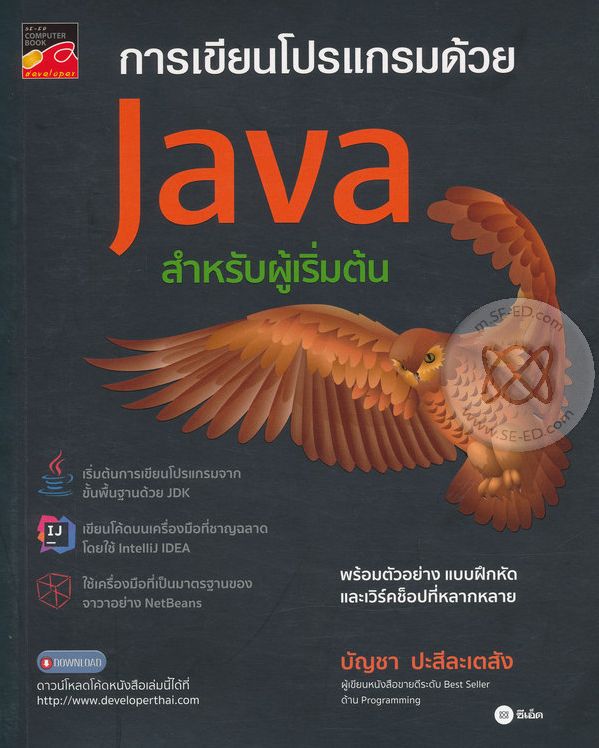 SE-ED
COMPUTER
BOOK
developer
การเขียนโปรแกรมด้วย
Java
สำหรับผู้เริ่มต้น
m SE-ED.com
www.SE-ED.com
เริ่มต้นการเขียนโปรแกรมจาก
ขั้นพื้นฐานด้วย JDK
IJ
เขียนโค้ดบนเครื่องมือที่ชาญฉลาด
โดยใช้ IntelliJ IDEA
ใช้เครื่องมือที่เป็นมาตรฐานของ
จาวาอย่าง NetBeans
พร้อมตัวอย่าง แบบฝึกหัด
และเวิร์คช็อปที่หลากหลาย
DOWNLOAD
ดาวน์โหลดโค้ดหนังสือเล่มนี้ได้ที่
http://www.developerthai.com
บัญชา ปะสีละเตสัง
ผู้เขียนหนังสือขายดีระดับ Best Seller
ด้าน Programming
ซีเอ็ด